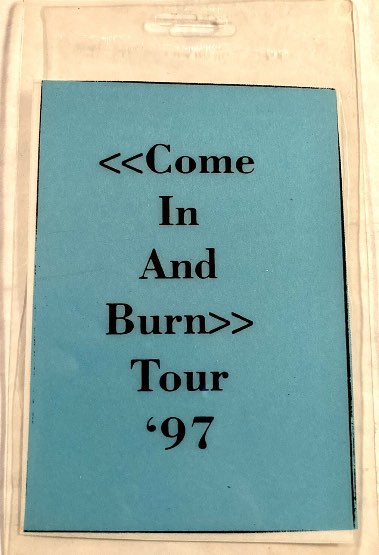 <<Come
In
And
Burn>>
Tour
‘97